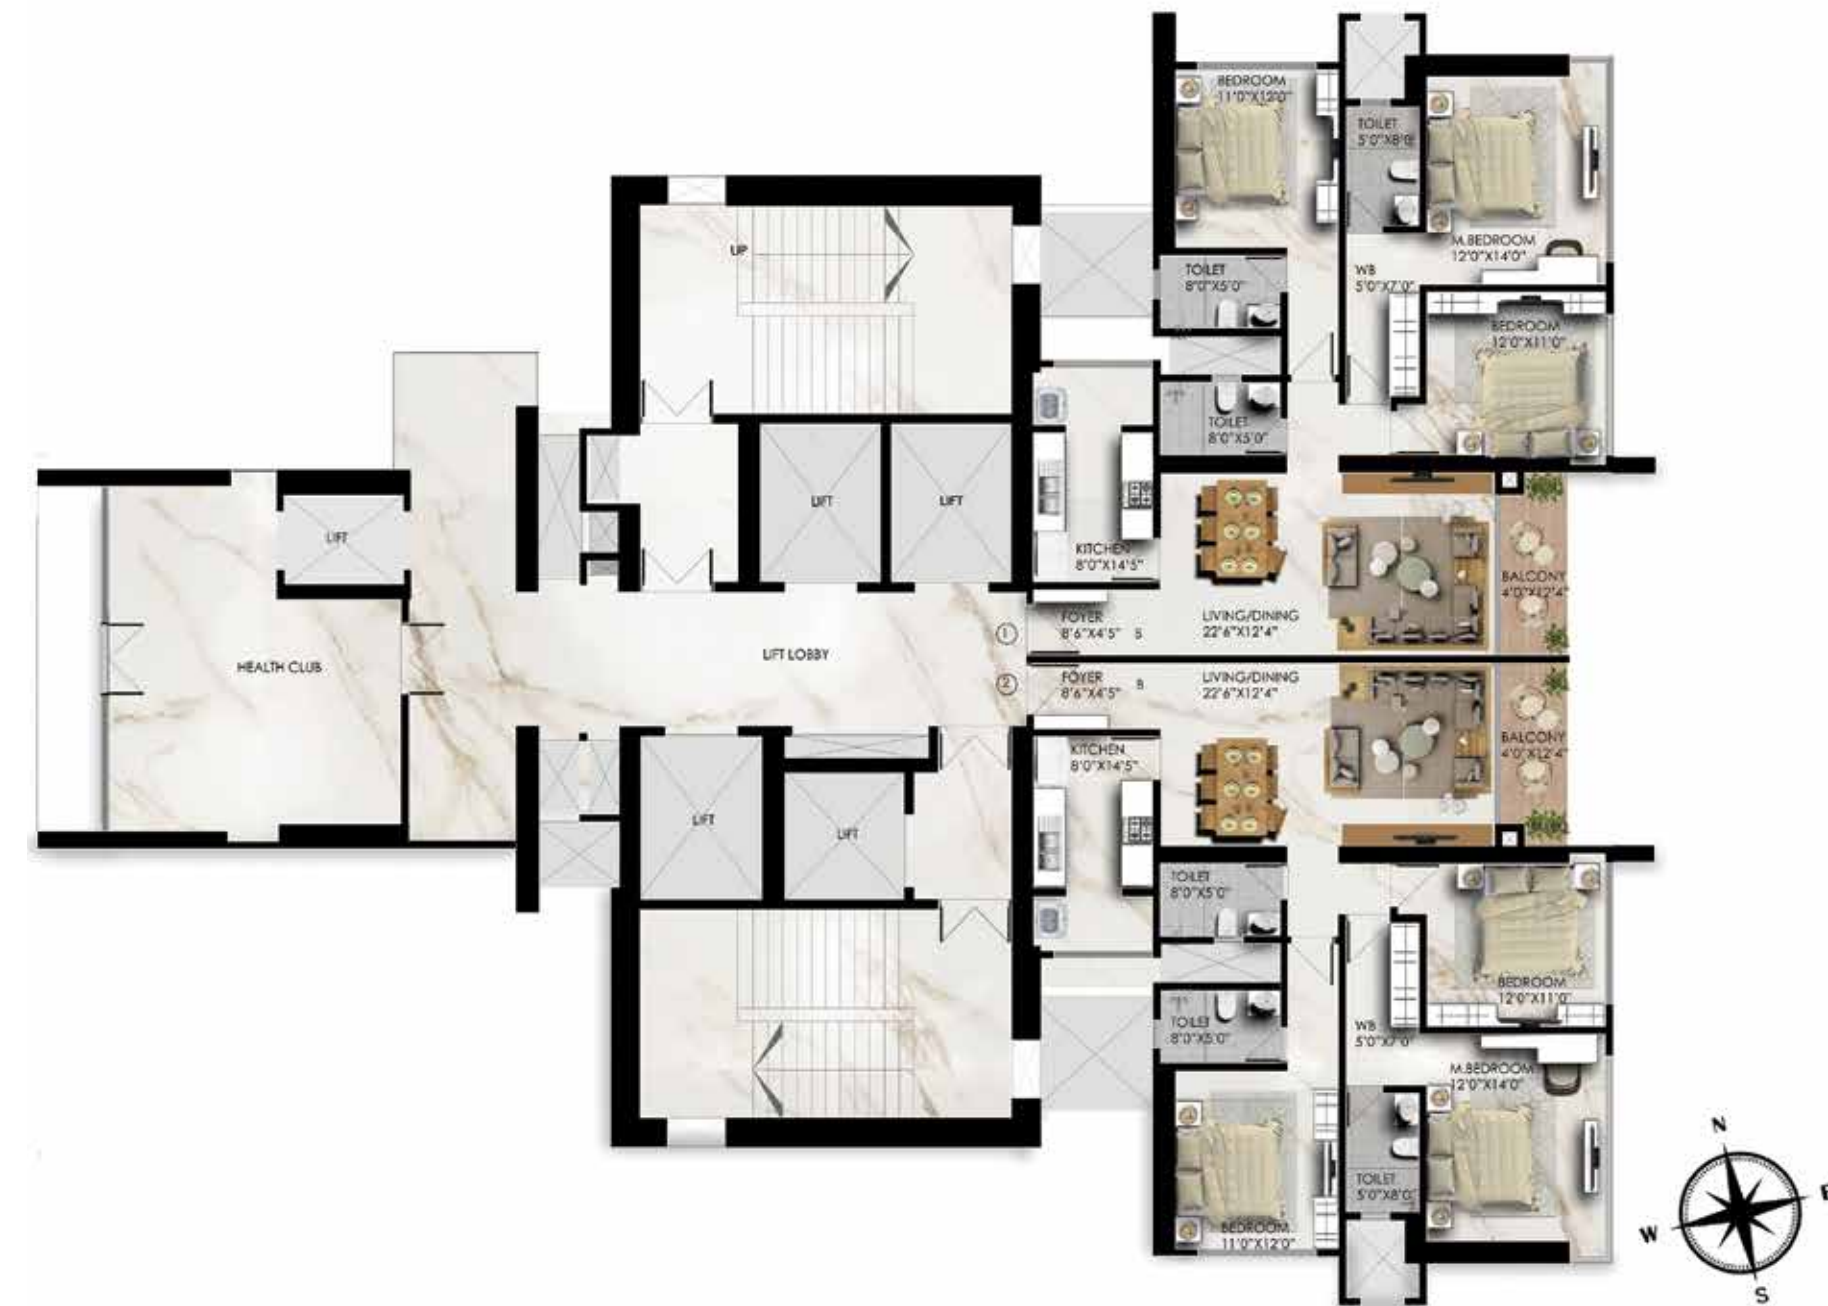 BEDROOM
11'0"X12'0"
TOILET
5'0"X8'0"
M.BEDROOM
12'0"X14'0"
UP
TOILET
8'0"X5'0"
WB
5'0"X7'0"
BEDROOM
12'0"X11'0"
TOILET
8'0"X5'0"
LIFT
LIFT
LIFT
KITCHEN
8'0"X14'5"
BALCONY
4'0"X12'4"
FOYER
8'6"X4'5"
LIVING/DINING
22'6"X12'4"
1
LIFT LOBBY
HEALTH CLUB
2
FOYER
8'6"X4'5"
LIVING/DINING
22'6"X12'4"
KITCHEN
8'0"X14'5"
BALCONY
4'0"X12'4"
LIFT
LIFT
TOILET
8'0"X5'0"
BEDROOM
12'0"X11'0"
TOILET
8'0"X5'0"
WB
5'0"X7'0"
M.BEDROOM
12'0"X14'0"
TOILET
5'0"X8'0"
BEDROOM
11'0"X12'0"
N
E
W
S